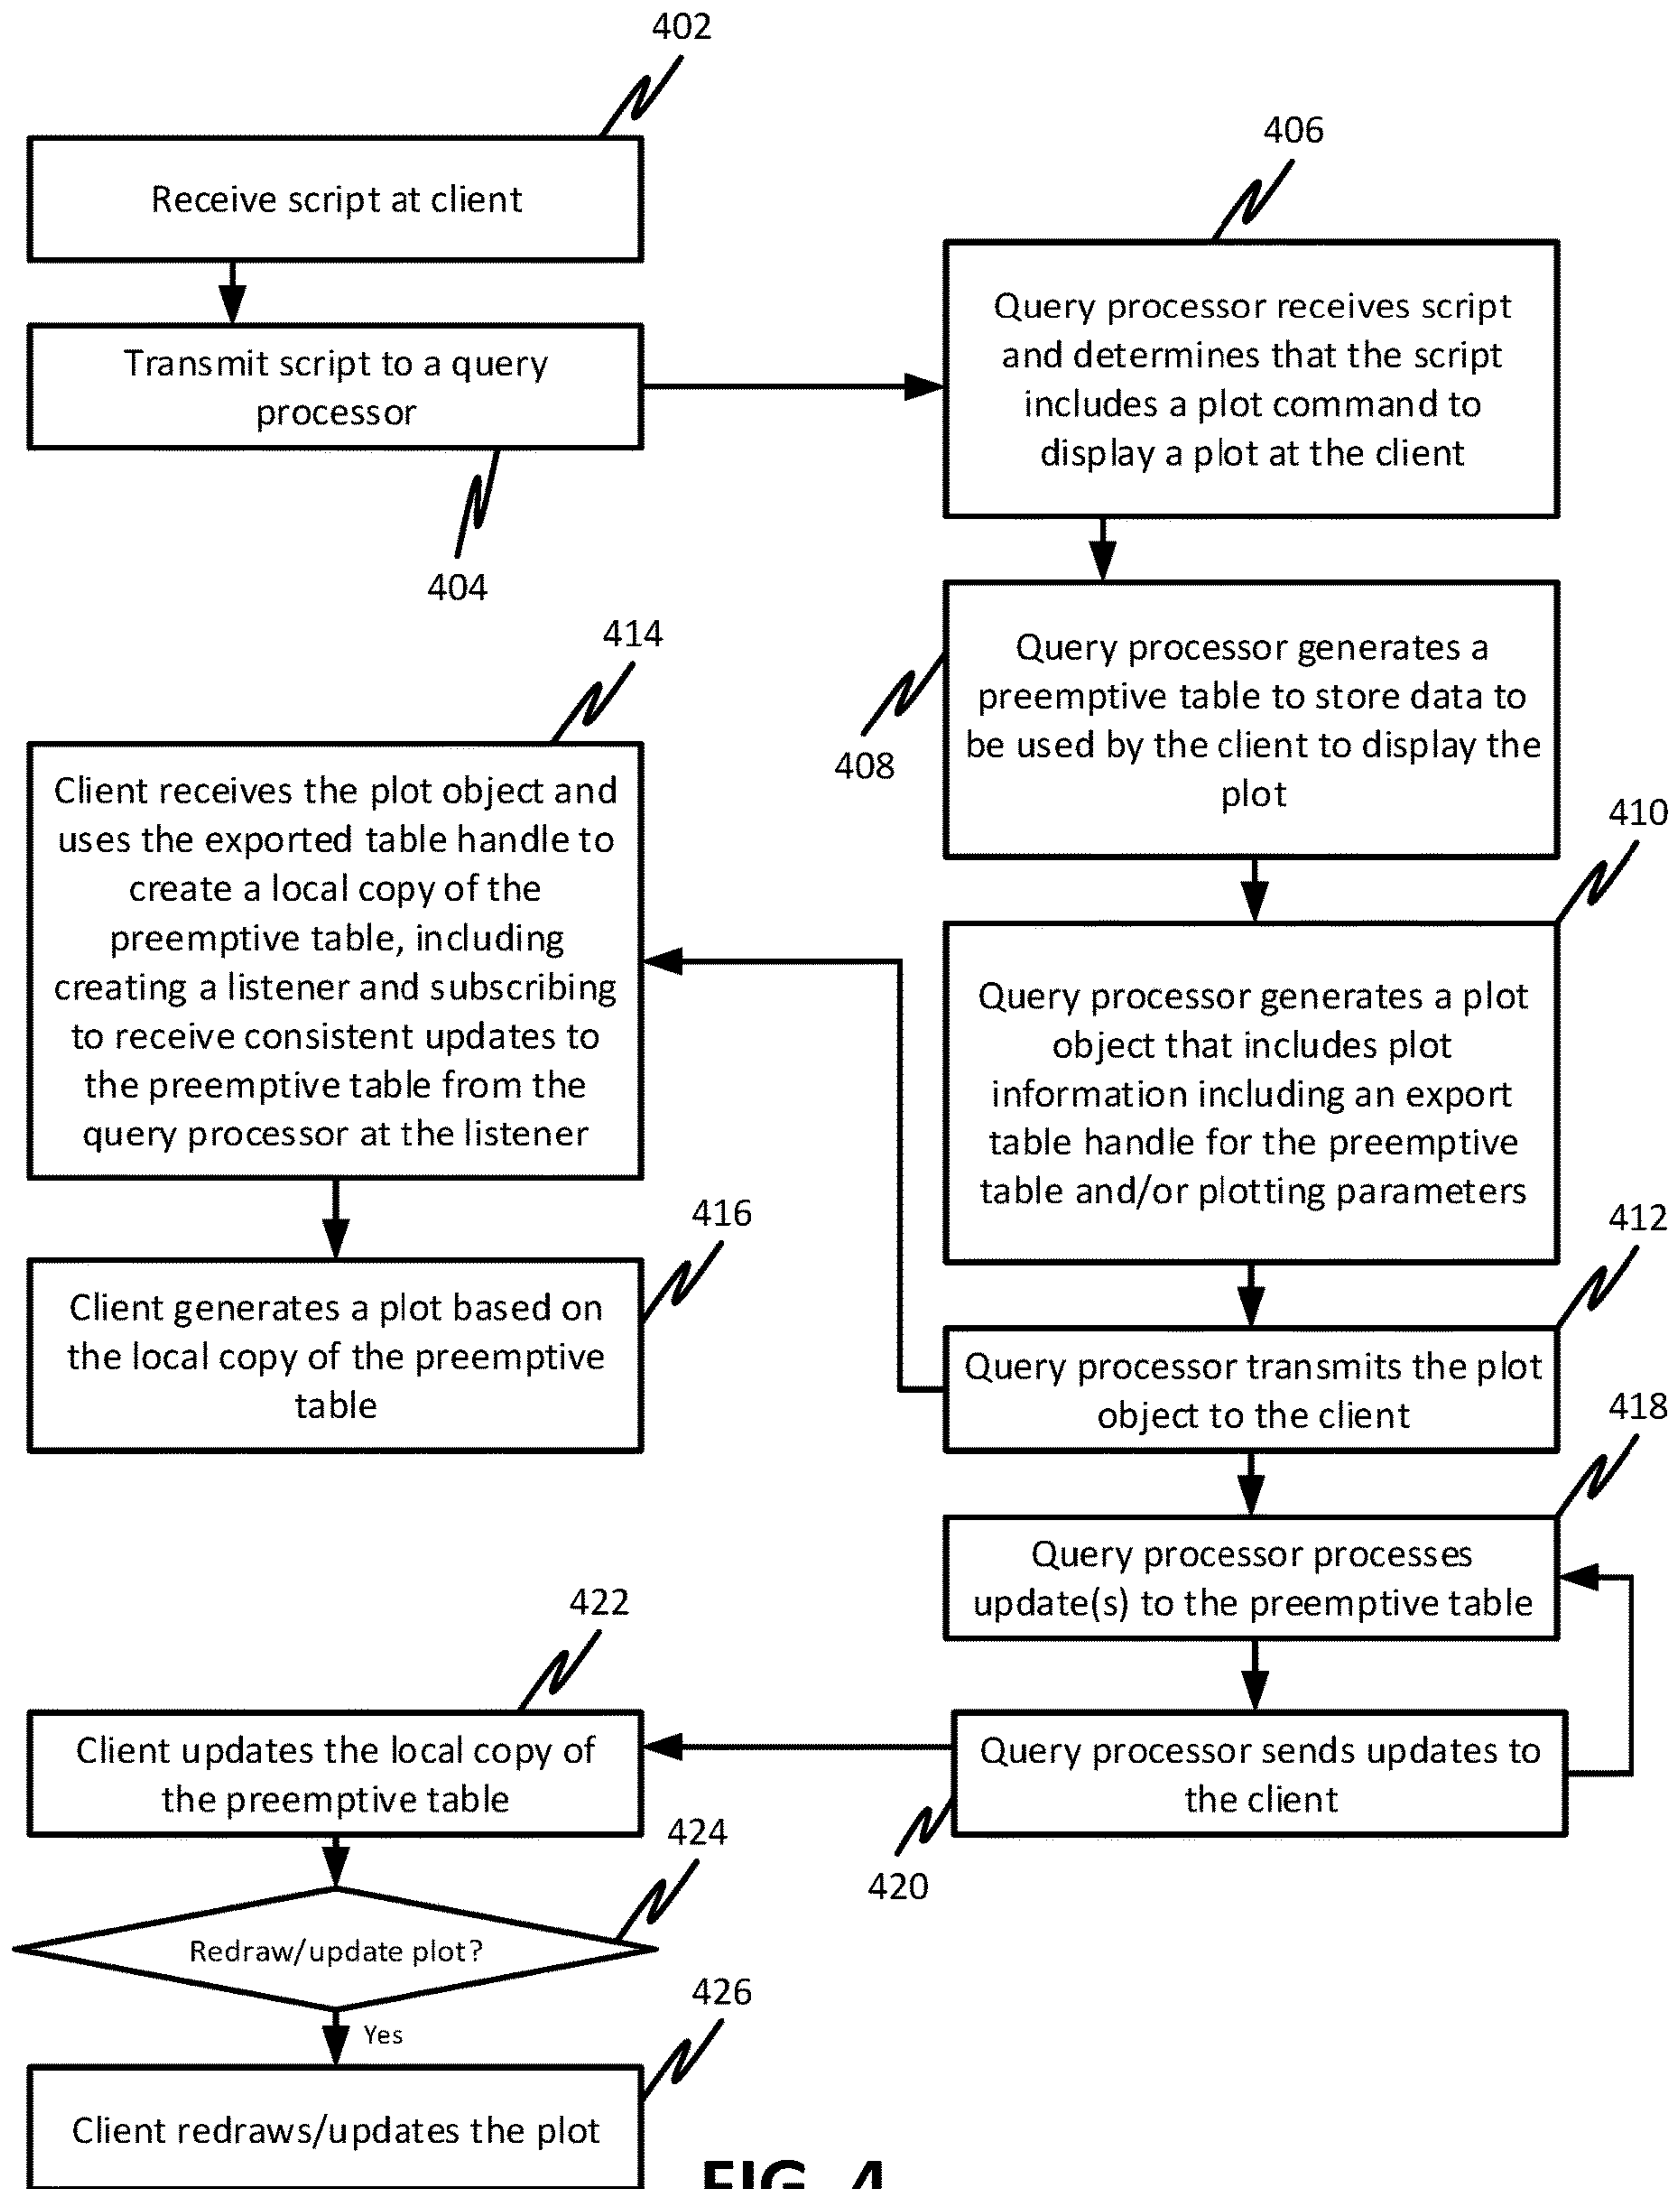 402
Receive script at client
406
Transmit script to a query
processor
404
Query processor receives script
and determines that the script
includes a plot command to
display a plot at the client
408
Query processor generates a
preemptive table to store data to
be used by the client to display the
plot
410
Query processor generates a plot
object that includes plot
information including an export
table handle for the preemptive
table and/or plotting parameters
412
Query processor transmits the plot
object to the client
414
Client receives the plot object and
uses the exported table handle to
create a local copy of the
preemptive table, including
creating a listener and subscribing
to receive consistent updates to
the preemptive table from the
query processor at the listener
416
Client generates a plot based on
the local copy of the preemptive
table
418
Query processor processes
update(s) to the preemptive table
420
Query processor sends updates to
the client
422
Client updates the local copy of
the preemptive table
424
Redraw/update plot?
Yes
426
Client redraws/updates the plot
FIG. 4